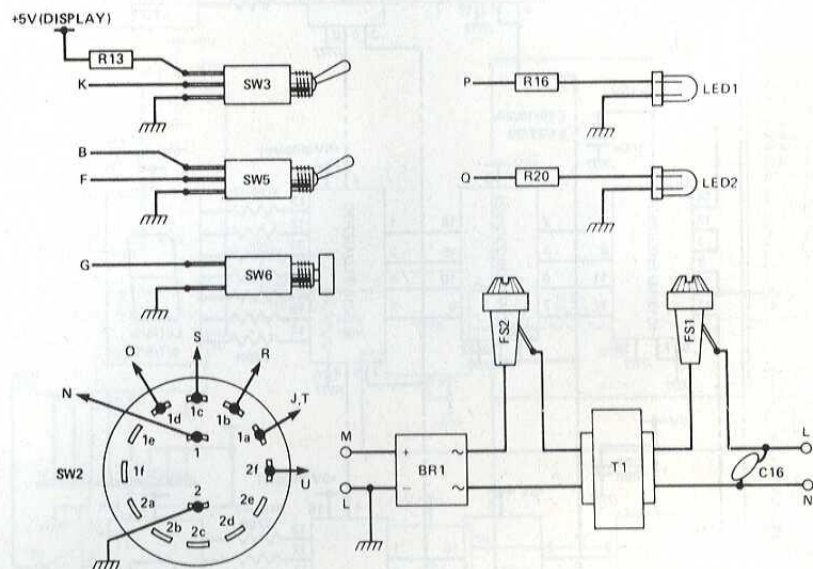 +5V (DISPLAY)
R13
K
SW3
P
R16
LED1
B
F
SW5
Q
R20
LED2
G
SW6
FS2
FS1
S
O
R
N
J,T
1d
1c
1b
1a
1e
1
1f
2f
U
SW2
2
2a
2b
2c
2d
2e
M
+
~
BR1
L
–
~
T1
L
C16
N